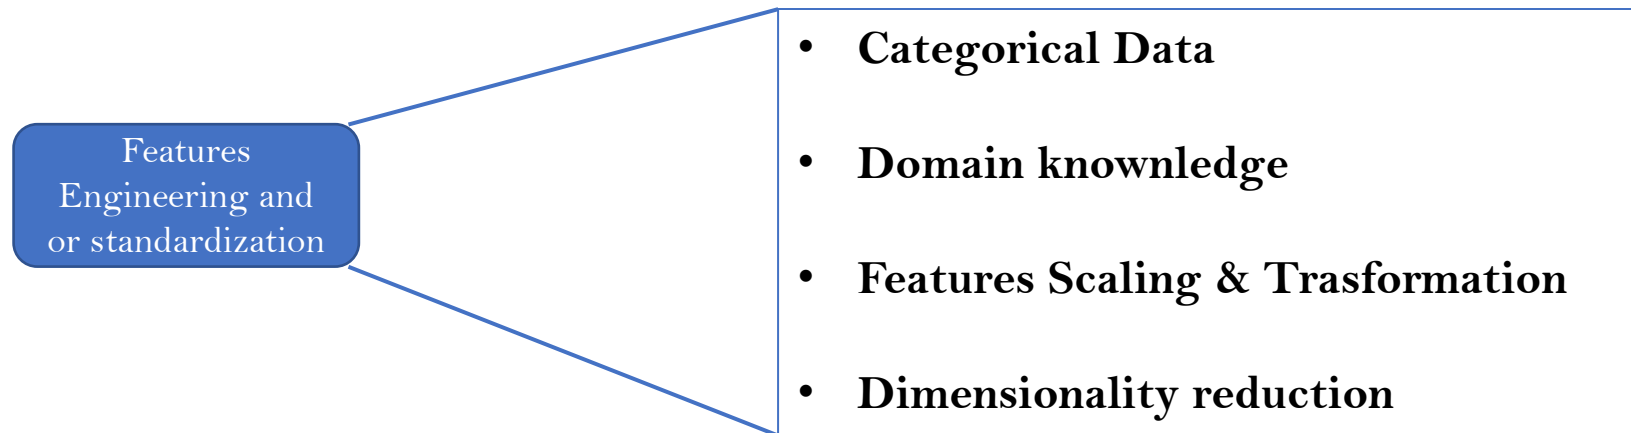 Features
Engineering and
or standardization
• Categorical Data
• Domain knownledge
• Features Scaling & Trasformation
• Dimensionality reduction